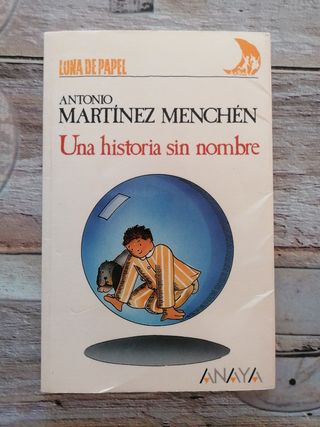 LUNA DE PAPEL
ANTONIO
MARTÍNEZ MENCHÉN
Una historia sin nombre
ANAYA